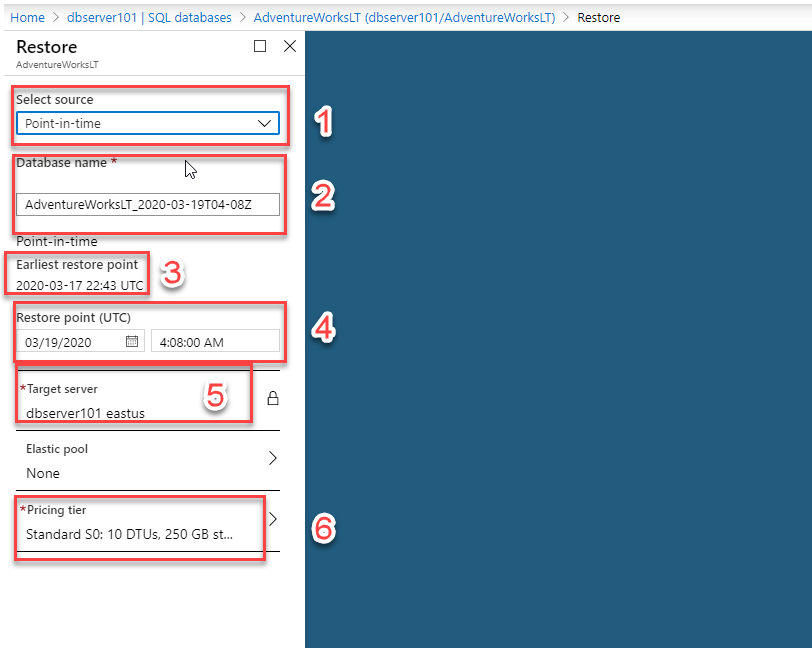 Home > dbserver101 | SQL databases > AdventureWorksLT (dbserver101/AdventureWorksLT) > Restore
Restore
AdventureWorksLT
Select source
Point-in-time
1
Database name *
AdventureWorksLT_2020-03-19T04-08Z
2
Point-in-time
Earliest restore point
2020-03-17 22:43 UTC
3
Restore point (UTC)
03/19/2020 4:08:00 AM
4
*Target server
dbserver101 eastus
5
Elastic pool
None
*Pricing tier
Standard S0: 10 DTUs, 250 GB st...
6